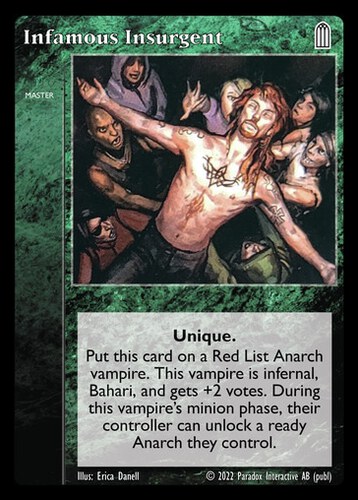 Infamous Insurgent
MASTER
Unique.
Put this card on a Red List Anarch
vampire. This vampire is infernal,
Bahari, and gets +2 votes. During
this vampire's minion phase, their
controller can unlock a ready
Anarch they control.
Illus: Erica Danell © 2022 Paradox Interactive AB (publ)